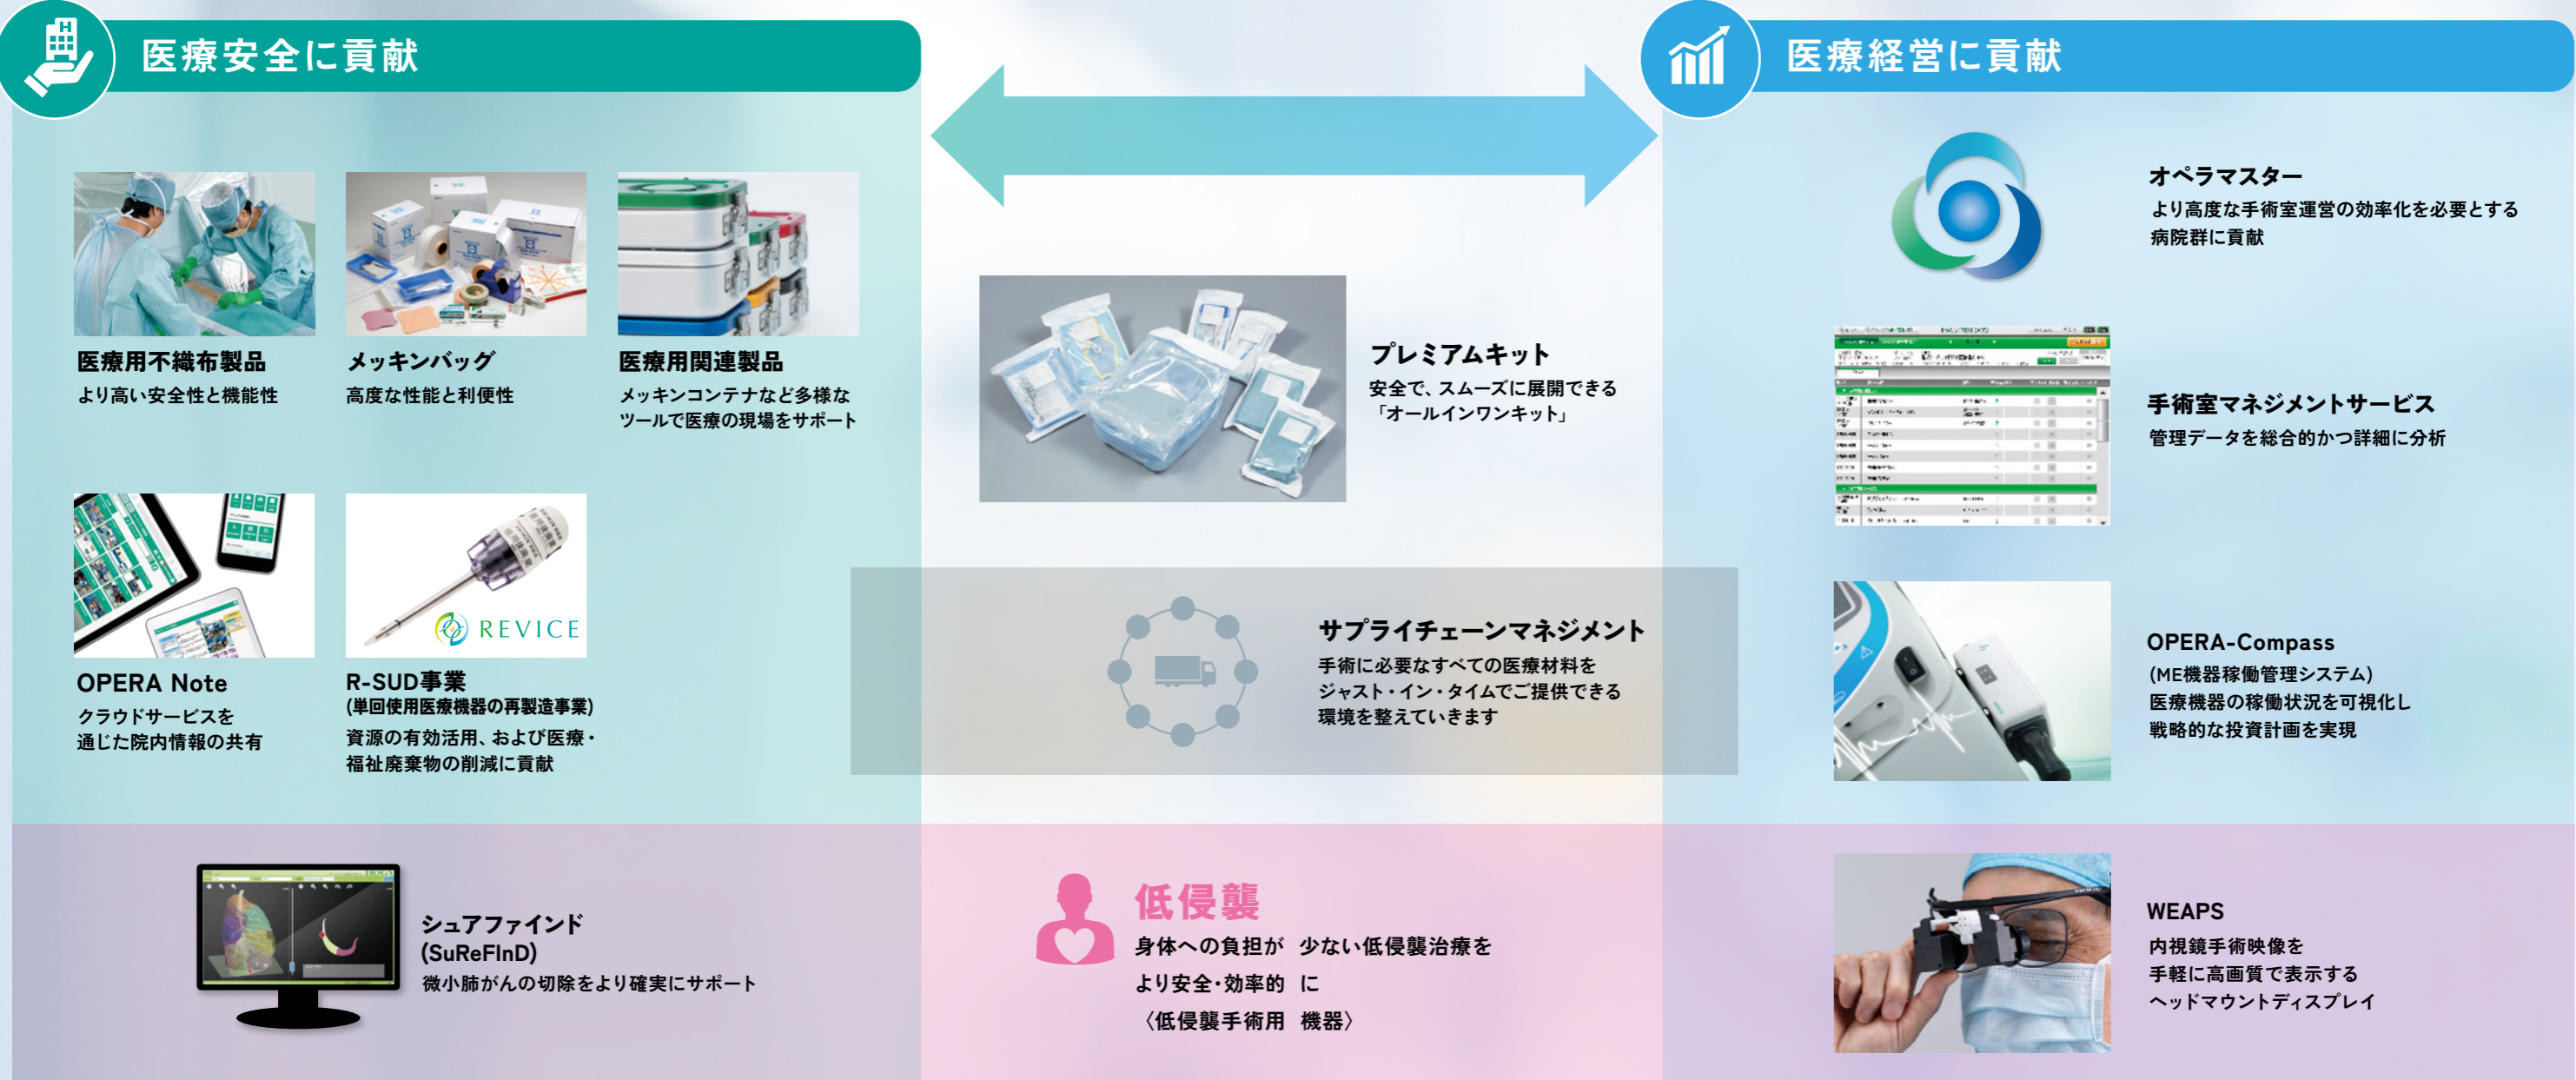 医療安全に貢献
医療用不織布製品
より高い安全性と機能性
メッキンバッグ
高度な性能と利便性
医療用関連製品
メッキンコンテナなど多様な
ツールで医療の現場をサポート
OPERA Note
クラウドサービスを
通じた院内情報の共有
REVICE
R-SUD事業
(単回使用医療機器の再製造事業)
資源の有効活用、および医療・
福祉廃棄物の削減に貢献
プレミアムキット
安全で、スムーズに展開できる
「オールインワンキット」
サプライチェーンマネジメント
手術に必要なすべての医療材料を
ジャスト・イン・タイムでご提供できる
環境を整えていきます
医療経営に貢献
オペラマスター
より高度な手術室運営の効率化を必要とする
病院群に貢献
手術室マネジメントサービス
管理データを総合的かつ詳細に分析
OPERA-Compass
(ME機器稼働管理システム)
医療機器の稼働状況を可視化し
戦略的な投資計画を実現
シュアファインド
(SuReFInD)
微小肺がんの切除をより確実にサポート
低侵襲
身体への負担が 少ない低侵襲治療を
より安全・効率的 に
〈低侵襲手術用 機器〉
WEAPS
内視鏡手術映像を
手軽に高画質で表示する
ヘッドマウントディスプレイ